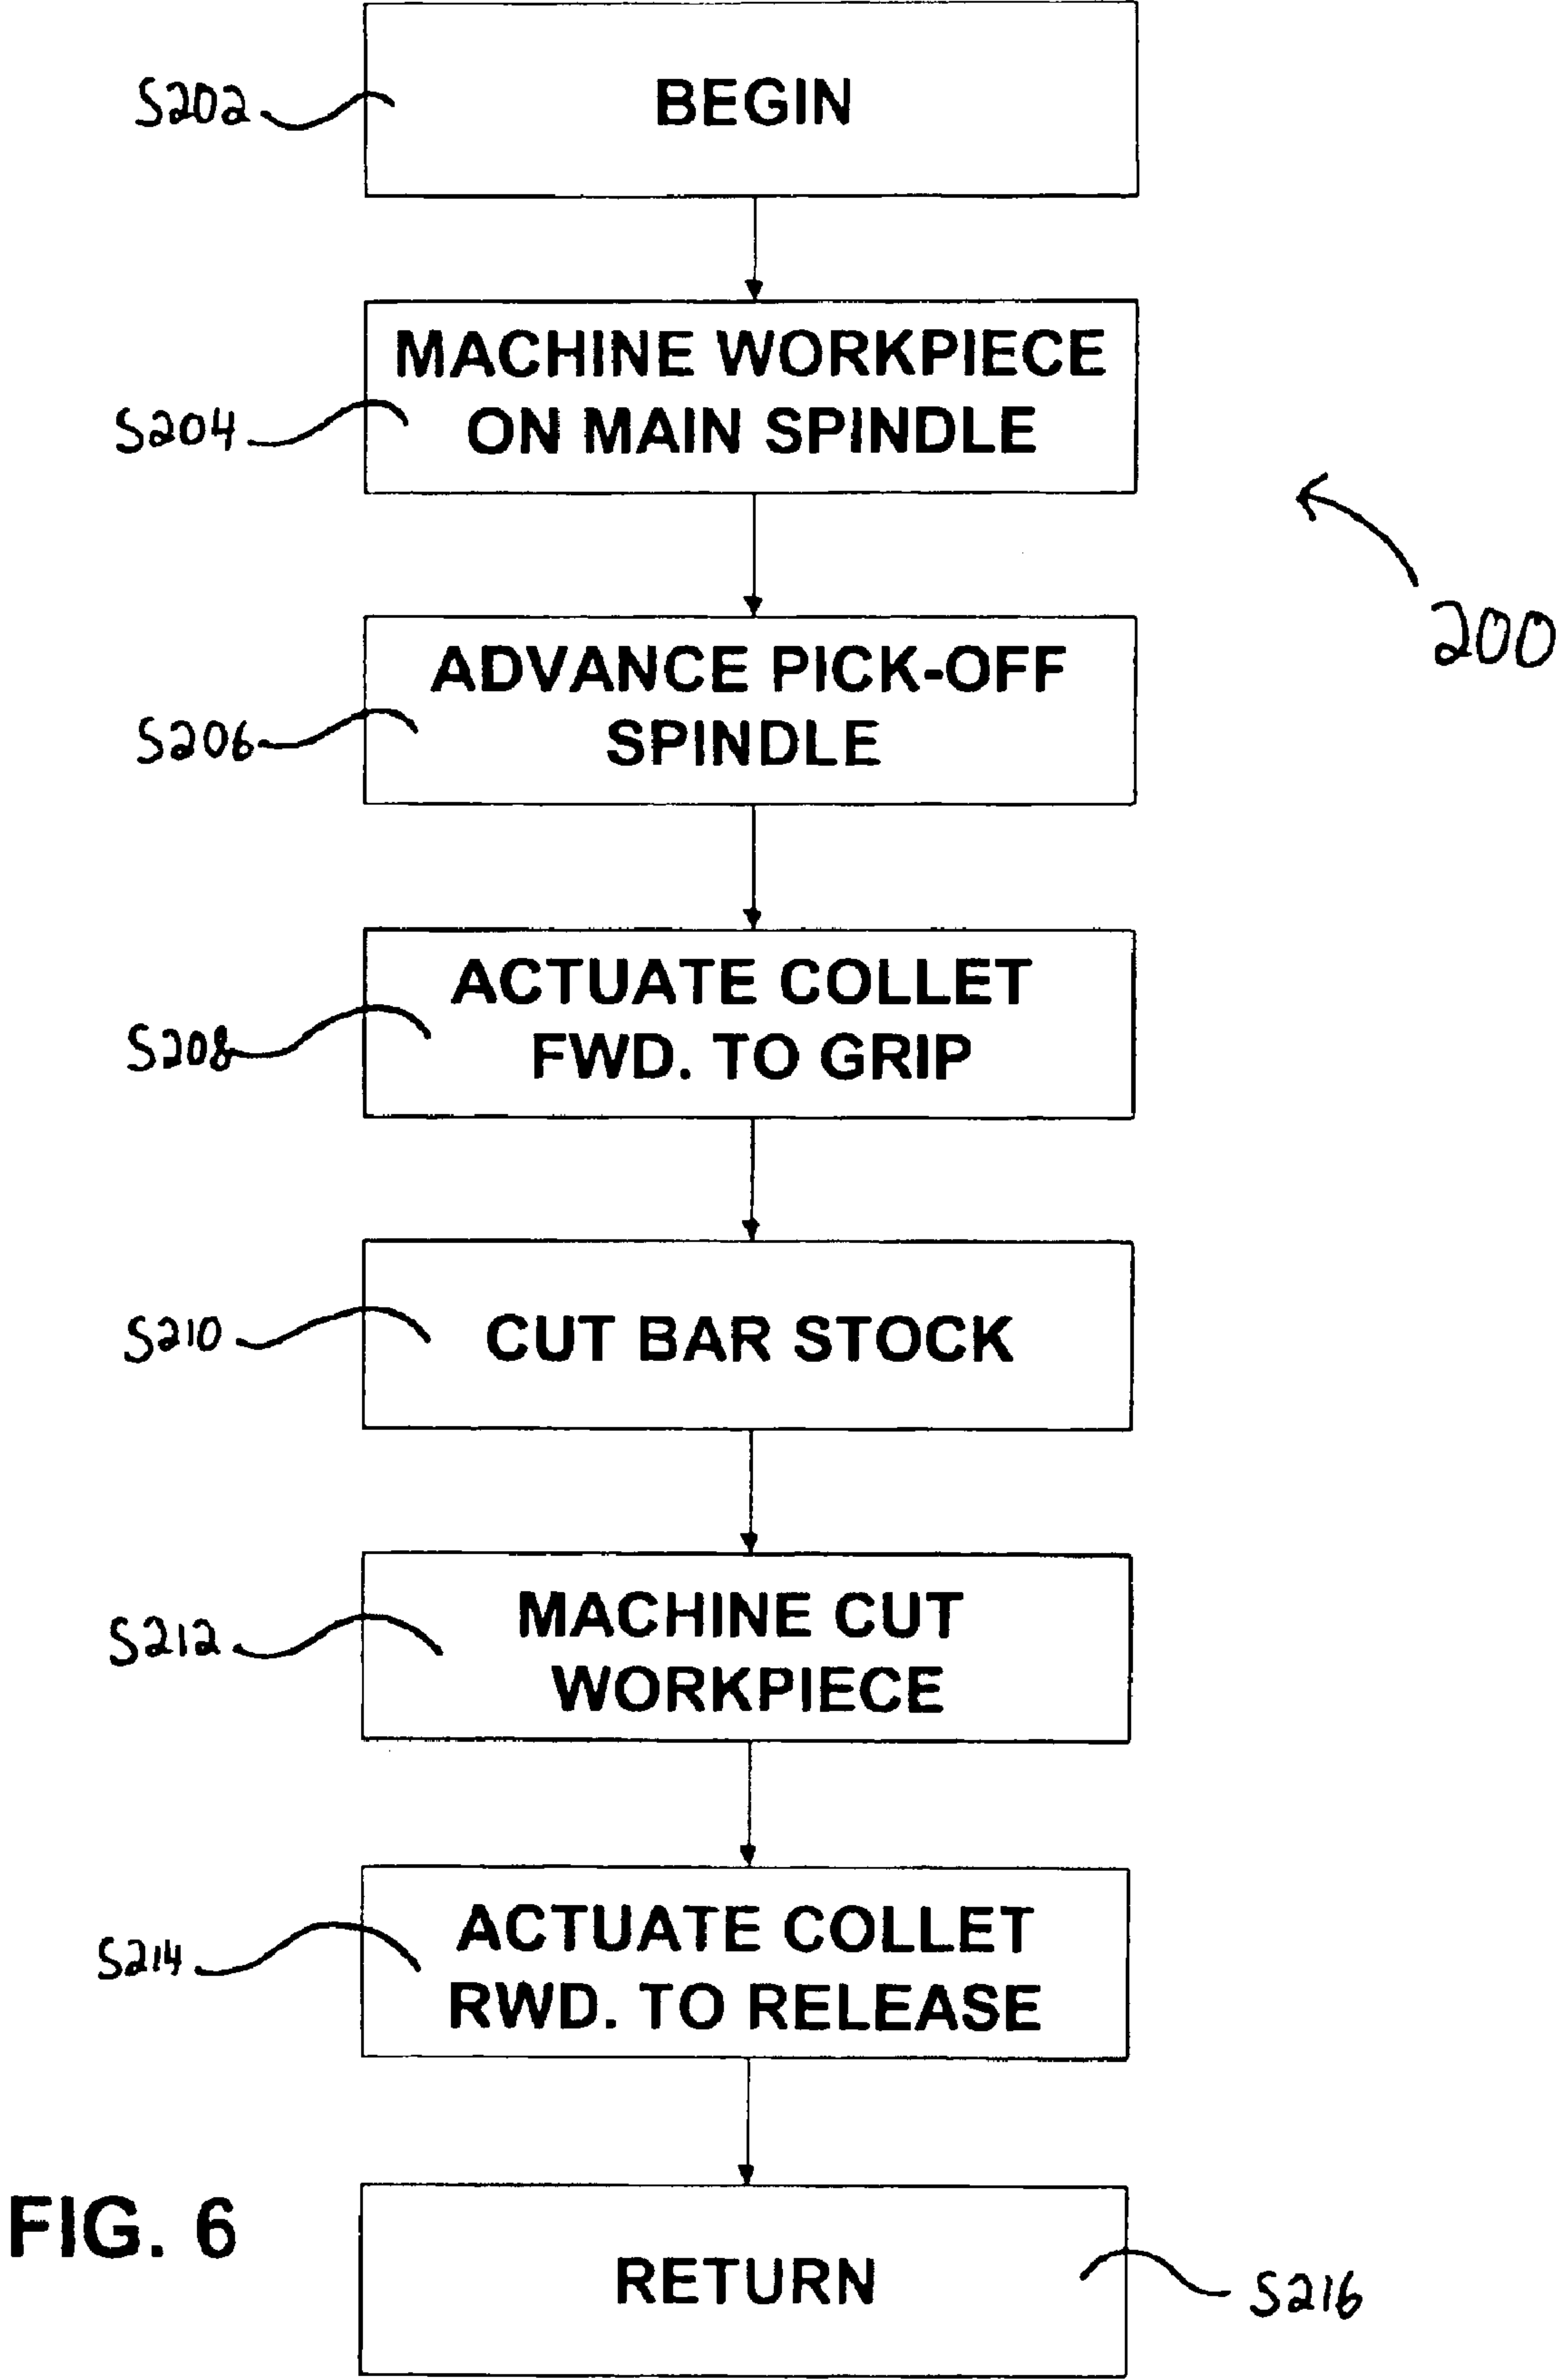 S202
BEGIN
MACHINE WORKPIECE
ON MAIN SPINDLE
S204
200
ADVANCE PICK-OFF
SPINDLE
S206
ACTUATE COLLET
FWD. TO GRIP
S208
CUT BAR STOCK
S210
MACHINE CUT
WORKPIECE
S212
ACTUATE COLLET
RWD. TO RELEASE
S214
RETURN
S216
FIG. 6